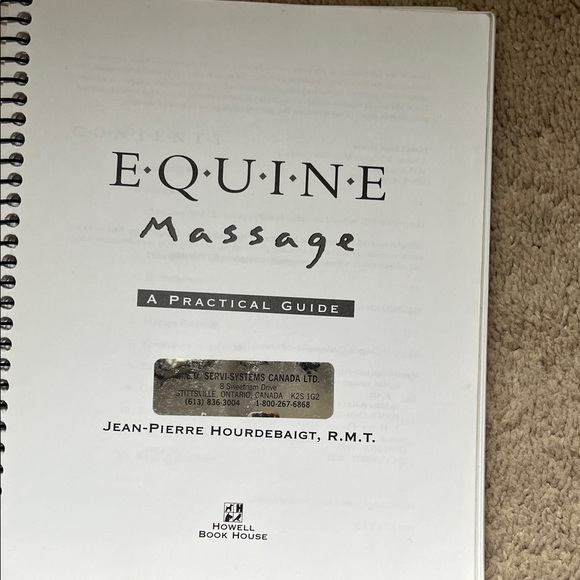 E·Q·U·I·N·E
Massage
A PRACTICAL GUIDE
SERVI-SYSTEMS CANADA LTD.
8 Sweetnam Drive
STITTSVILLE, ONTARIO, CANADA K2S 1G2
(613) 836-3004 1-800-267-6868
JEAN-PIERRE HOURDEBAIGT, R.M.T.
HOWELL
BOOK HOUSE